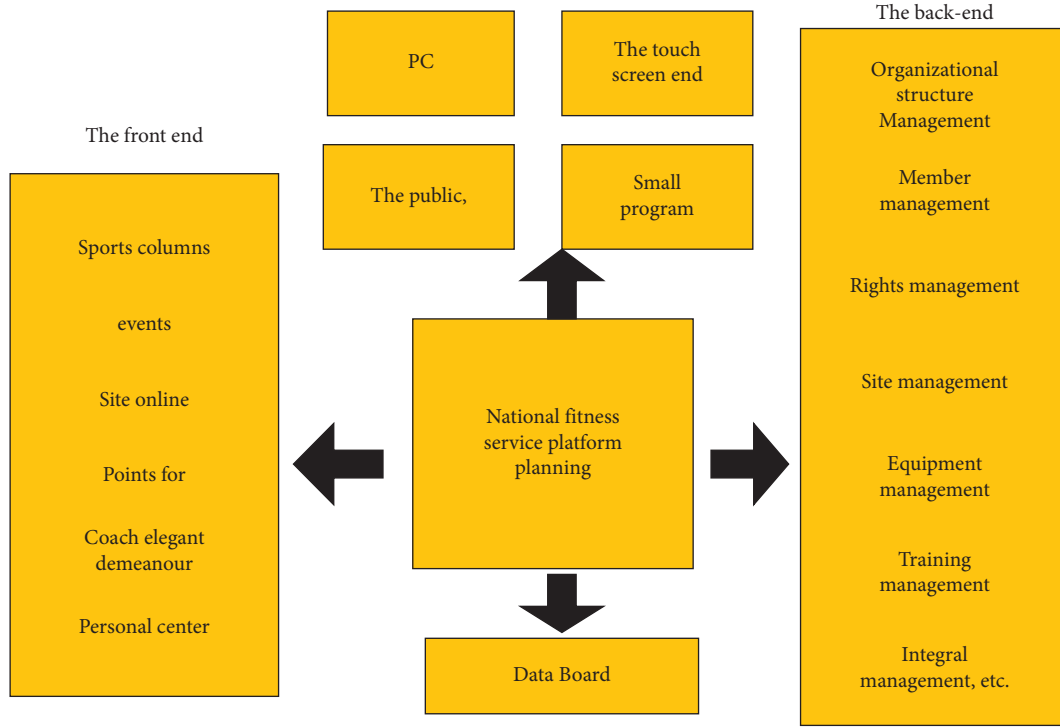 The front end
Sports columns
events
Site online
Points for
Coach elegant
demeanour
Personal center
PC
The touch
screen end
The public,
Small
program
National fitness
service platform
planning
Data Board
The back-end
Organizational
structure
Management
Member
management
Rights management
Site management
Equipment
management
Training
management
Integral
management, etc.